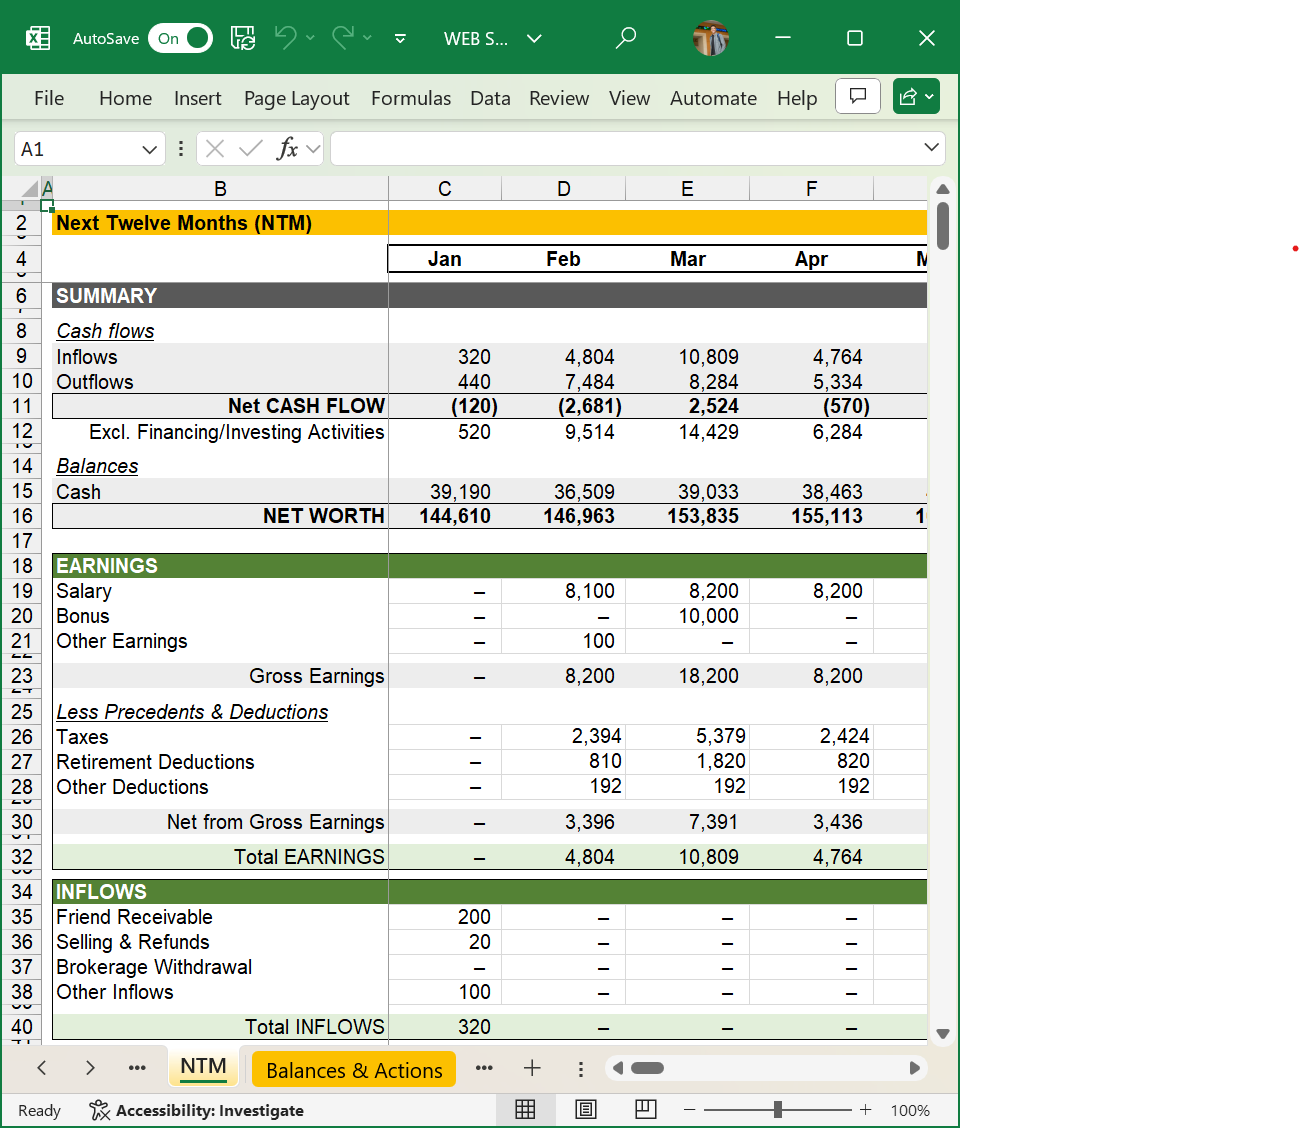 AutoSave On WEB S...
File Home Insert Page Layout Formulas Data Review View Automate Help
A1 fx
A B C D E F
2 Next Twelve Months (NTM)
4 Jan Feb Mar Apr
6 SUMMARY
8 Cash flows
9 Inflows 320 4,804 10,809 4,764
10 Outflows 440 7,484 8,284 5,334
11 Net CASH FLOW (120) (2,681) 2,524 (570)
12 Excl. Financing/Investing Activities 520 9,514 14,429 6,284
14 Balances
15 Cash 39,190 36,509 39,033 38,463
16 NET WORTH 144,610 146,963 153,835 155,113
17
18 EARNINGS
19 Salary – 8,100 8,200 8,200
20 Bonus – – 10,000 –
21 Other Earnings – 100 – –
23 Gross Earnings – 8,200 18,200 8,200
25 Less Precedents & Deductions
26 Taxes – 2,394 5,379 2,424
27 Retirement Deductions – 810 1,820 820
28 Other Deductions – 192 192 192
30 Net from Gross Earnings – 3,396 7,391 3,436
32 Total EARNINGS – 4,804 10,809 4,764
34 INFLOWS
35 Friend Receivable 200 – – –
36 Selling & Refunds 20 – – –
37 Brokerage Withdrawal – – – –
38 Other Inflows 100 – – –
40 Total INFLOWS 320 – – –
NTM Balances & Actions
Ready Accessibility: Investigate 100%